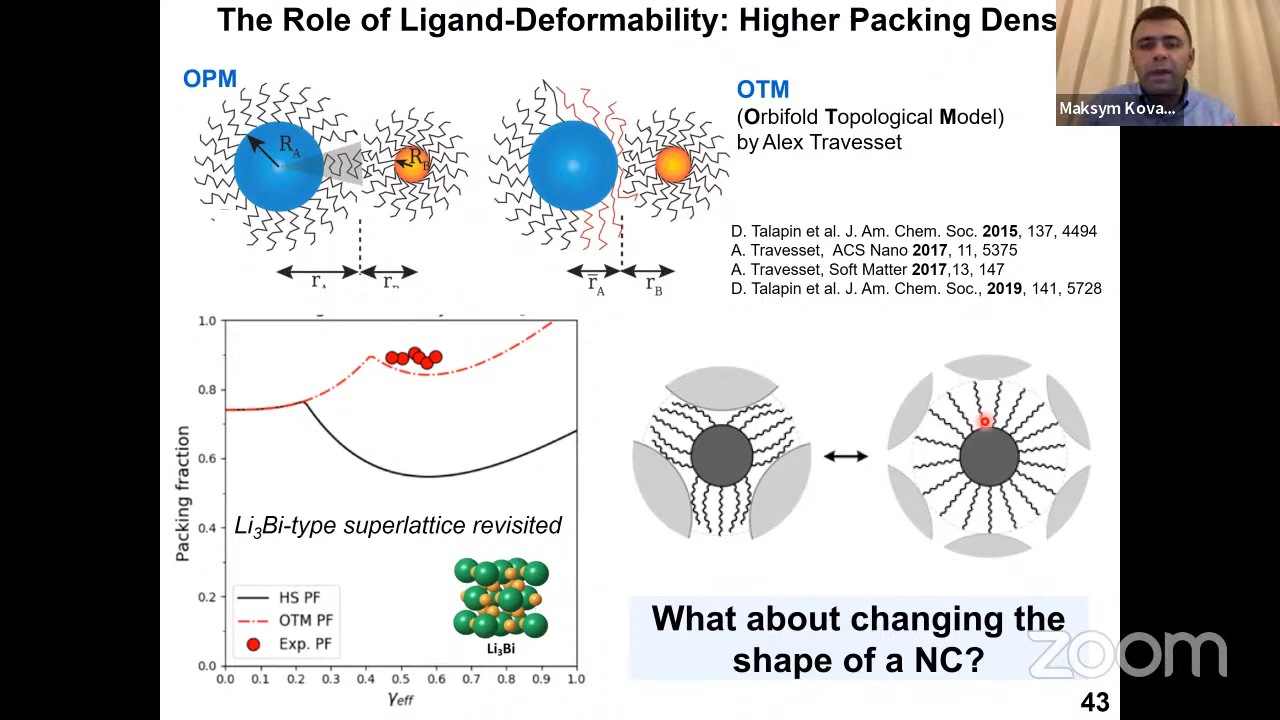 The Role of Ligand-Deformability: Higher Packing Dens
Maksym Kova...
OPM
R_A
R_B
r_A
OTM
(Orbifold Topological Model)
by Alex Travesset
r̅_A
r_B
D. Talapin et al. J. Am. Chem. Soc. 2015, 137, 4494
A. Travesset, ACS Nano 2017, 11, 5375
A. Travesset, Soft Matter 2017,13, 147
D. Talapin et al. J. Am. Chem. Soc., 2019, 141, 5728
1.0
0.8
0.6
0.4
0.2
0.0
Packing fraction
Li₃Bi-type superlattice revisited
HS PF
OTM PF
Exp. PF
Li₃Bi
0.0 0.1 0.2 0.3 0.4 0.5 0.6 0.7 0.8 0.9 1.0
γeff
What about changing the
shape of a NC?
zoom
43